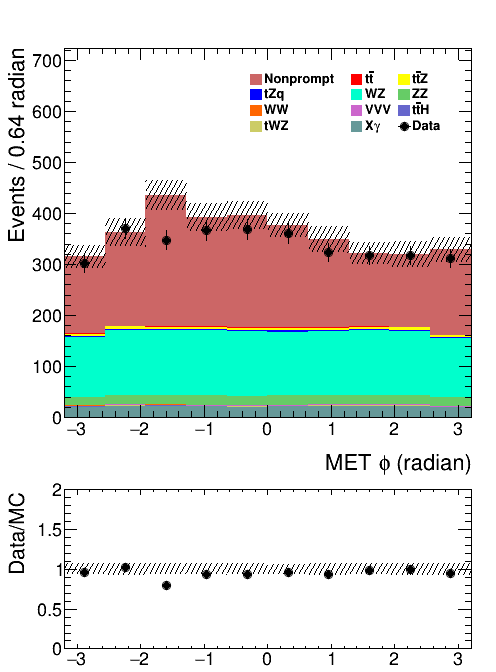 Events / 0.64 radian
700
600
500
400
300
200
100
0
Nonprompt tt̄ tt̄Z
tZq WZ ZZ
WW VVV tt̄H
tWZ Xγ Data
−3 −2 −1 0 1 2 3
MET ϕ (radian)
Data/MC
2
1.5
1
0.5
0
−3 −2 −1 0 1 2 3